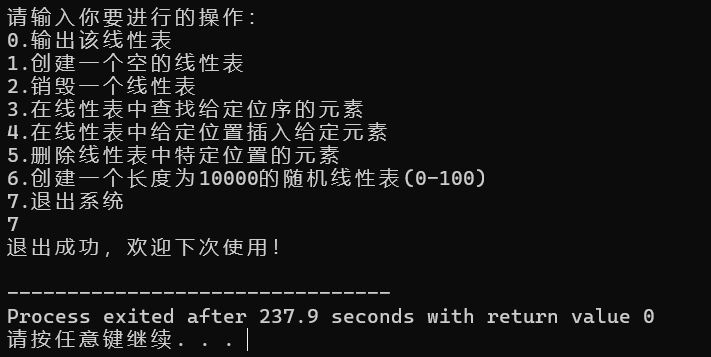 请输入你要进行的操作：
0.输出该线性表
1.创建一个空的线性表
2.销毁一个线性表
3.在线性表中查找给定位序的元素
4.在线性表中给定位置插入给定元素
5.删除线性表中特定位置的元素
6.创建一个长度为10000的随机线性表(0-100)
7.退出系统
7
退出成功，欢迎下次使用！
--------------------------------
Process exited after 237.9 seconds with return value 0
请按任意键继续. . .